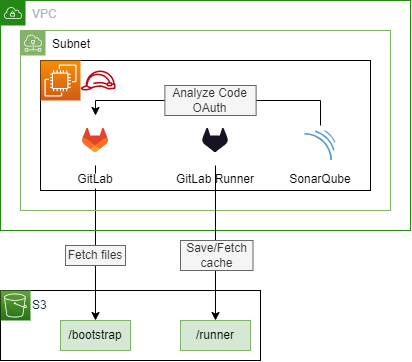 VPC
Subnet
Analyze Code
OAuth
GitLab
GitLab Runner
SonarQube
Fetch files
Save/Fetch
cache
S3
/bootstrap
/runner